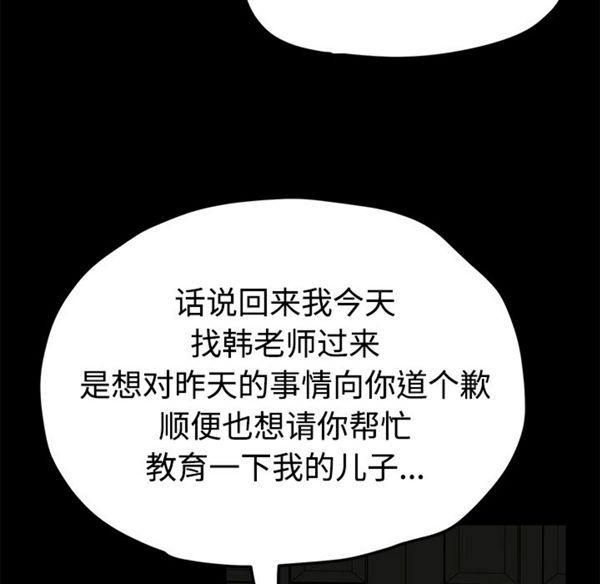 话说回来我今天
找韩老师过来
是想对昨天的事情向你道个歉
顺便也想请你帮忙
教育一下我的儿子...